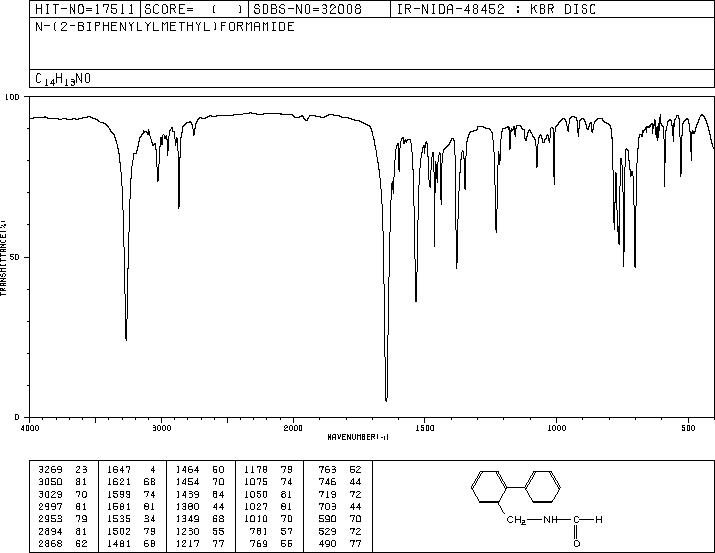 HIT-NO=17511 SCORE= ( ) SDBS-NO=32008 IR-NIDA-48452 : KBR DISC
N-(2-BIPHENYLYLMETHYL)FORMAMIDE
C14H13NO
100
50
0
TRANSMITTANCE(%)
4000 3000 2000 1500 1000 500
WAVENUMBER(-1)
3269 23 1647 4 1464 50 1178 79 763 52
3050 81 1621 68 1454 70 1075 74 746 44
3029 70 1599 74 1439 64 1050 81 719 72
2997 81 1581 81 1380 44 1027 81 703 44
2953 79 1535 34 1349 68 1010 70 590 70
2894 81 1502 79 1230 55 781 57 529 72
2868 62 1481 68 1217 77 769 55 490 77
CH2 NH C H
O